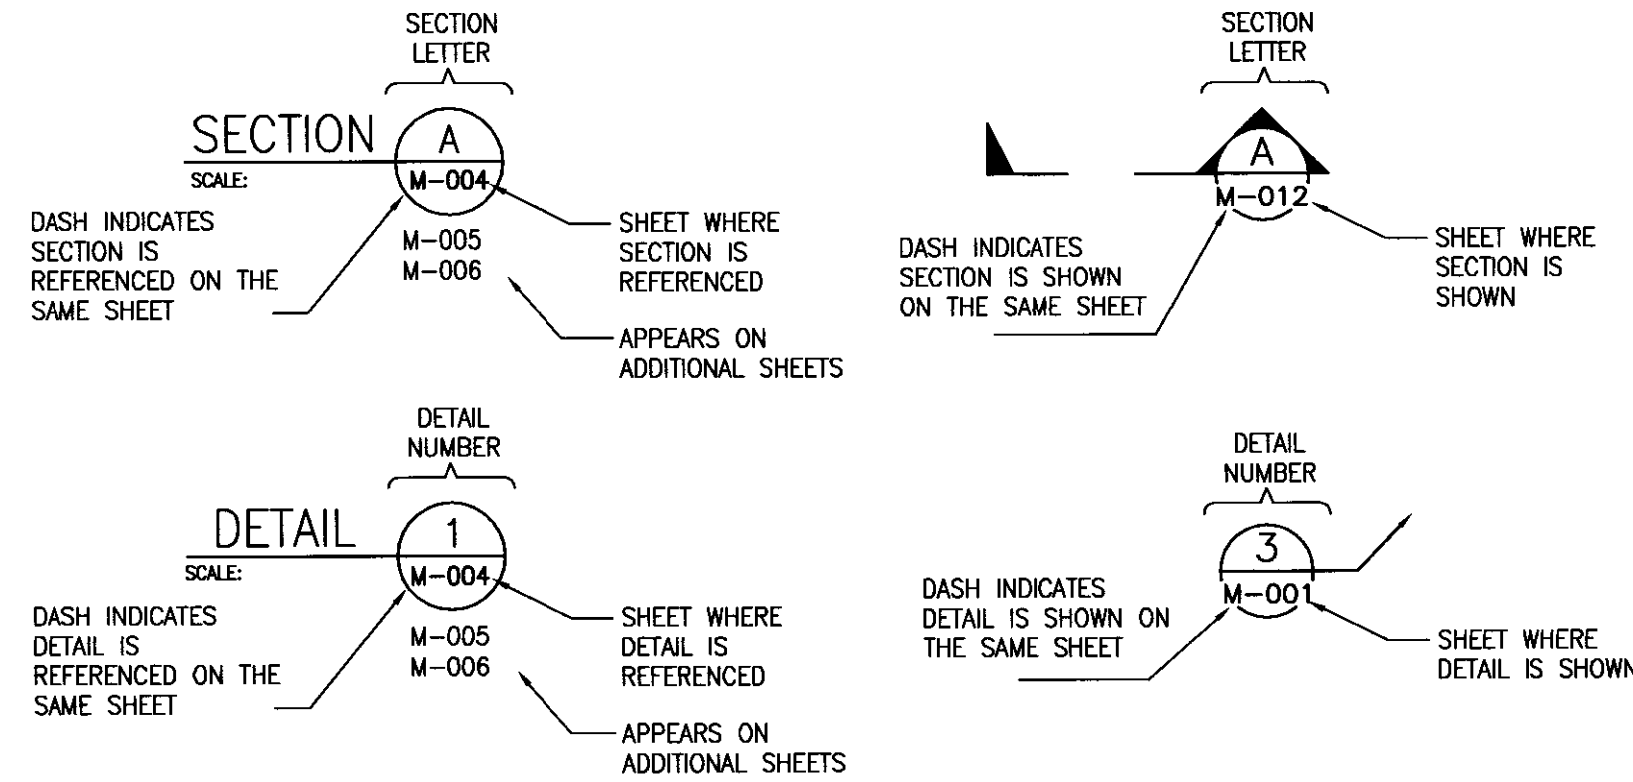 SECTION
LETTER
SECTION
A
SCALE:
M-004
DASH INDICATES
SECTION IS
REFERENCED ON THE
SAME SHEET
M-005
M-006
SHEET WHERE
SECTION IS
REFERENCED
APPEARS ON
ADDITIONAL SHEETS
SECTION
LETTER
A
M-012
DASH INDICATES
SECTION IS SHOWN
ON THE SAME SHEET
SHEET WHERE
SECTION IS
SHOWN
DETAIL
NUMBER
DETAIL
1
SCALE:
M-004
DASH INDICATES
DETAIL IS
REFERENCED ON THE
SAME SHEET
M-005
M-006
SHEET WHERE
DETAIL IS
REFERENCED
APPEARS ON
ADDITIONAL SHEETS
DETAIL
NUMBER
3
M-001
DASH INDICATES
DETAIL IS SHOWN ON
THE SAME SHEET
SHEET WHERE
DETAIL IS SHOWN